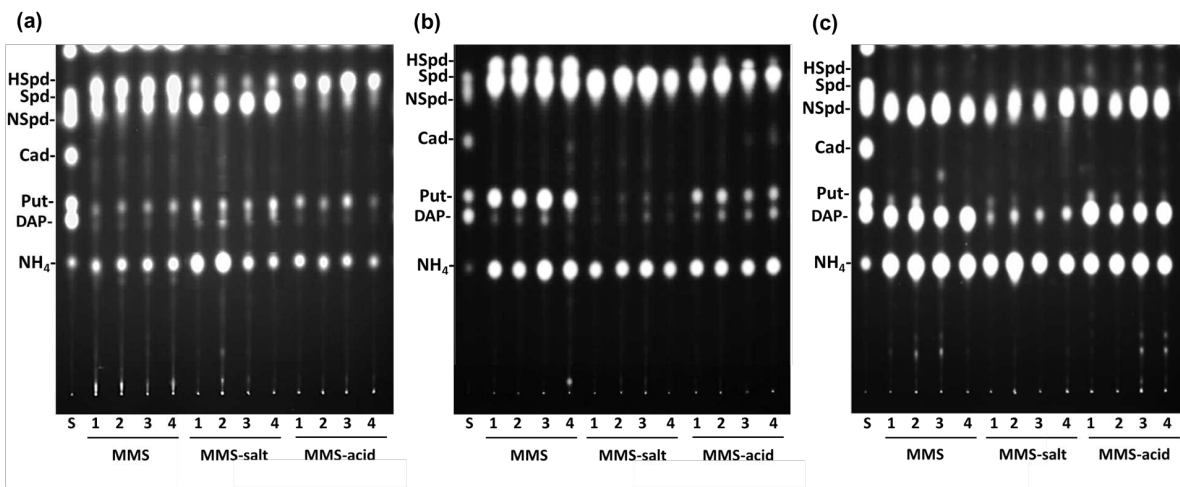 (a)
HSpd-
Spd-
NSpd-
Cad-
Put-
DAP-
NH4-
S 1 2 3 4 1 2 3 4 1 2 3 4
MMS MMS-salt MMS-acid
(b)
HSpd-
Spd-
NSpd-
Cad-
Put-
DAP-
NH4-
S 1 2 3 4 1 2 3 4 1 2 3 4
MMS MMS-salt MMS-acid
(c)
HSpd-
Spd-
NSpd-
Cad-
Put-
DAP-
NH4-
S 1 2 3 4 1 2 3 4 1 2 3 4
MMS MMS-salt MMS-acid